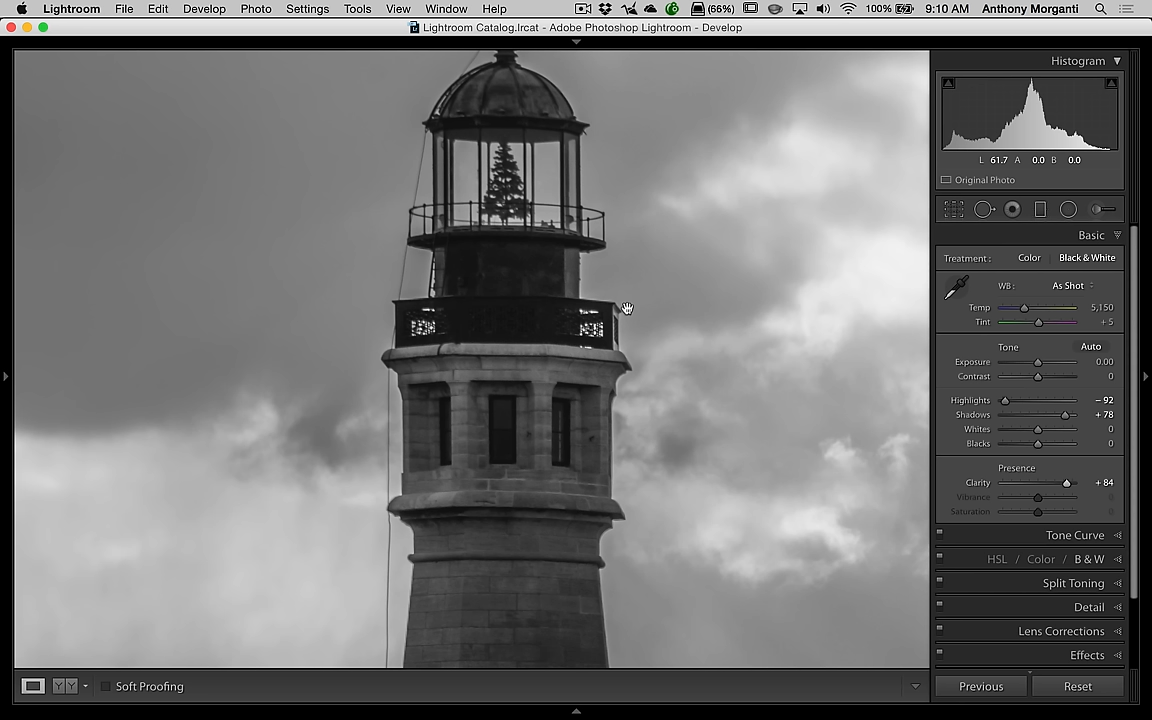 Lightroom File Edit Develop Photo Settings Tools View Window Help (66%) 100% 9:10 AM Anthony Morganti
Lightroom Catalog.lrcat - Adobe Photoshop Lightroom - Develop
Histogram
L 61.7 A 0.0 B 0.0
Original Photo
Basic
Treatment : Color Black & White
WB : As Shot
Temp 5,150
Tint + 5
Tone Auto
Exposure 0.00
Contrast 0
Highlights – 92
Shadows + 78
Whites 0
Blacks 0
Presence
Clarity + 84
Vibrance 0
Saturation 0
Tone Curve
HSL / Color / B & W
Split Toning
Detail
Lens Corrections
Effects
YY Soft Proofing Previous Reset